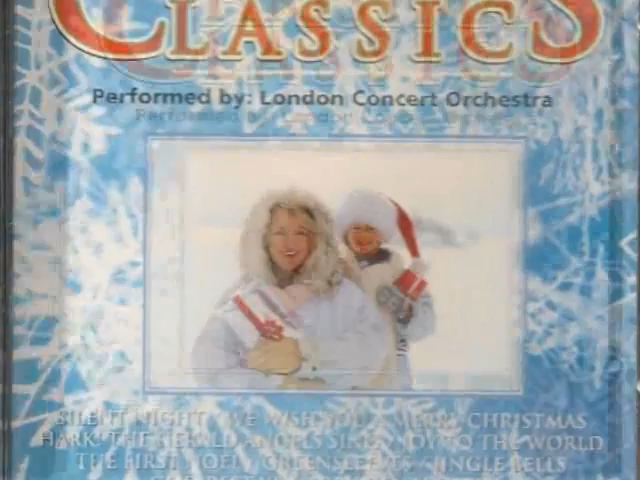 CLASSICS
Performed by: London Concert Orchestra
SILENT NIGHT WE WISH YOU A MERRY CHRISTMAS
HARK! THE HERALD ANGELS SING JOY TO THE WORLD
THE FIRST NOEL GREENSLEEVES JINGLE BELLS